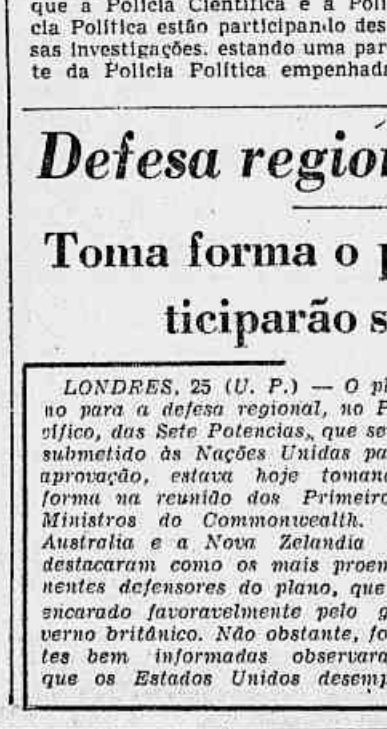 que a Policia Cientifica e a Poli
cia Politica estão participando des
sas investigações. estando uma par
te da Policia Politica empenhada
Defesa region
Toma forma o p
ticiparão s
LONDRES, 25 (U. P.) — O pl
no para a defesa regional, no P
cifico, das Sete Potencias, que se
submetido às Nações Unidas pa
aprovação, estava hoje tomand
forma na reunião dos Primeiro
Ministros do Commonwealth.
Australia e a Nova Zelandia
destacaram como os mais proem
nentes defensores do plano, que
encarado favoravelmente pelo g
verno britânico. Não obstante, fo
tes bem informadas observara
que os Estados Unidos desemp